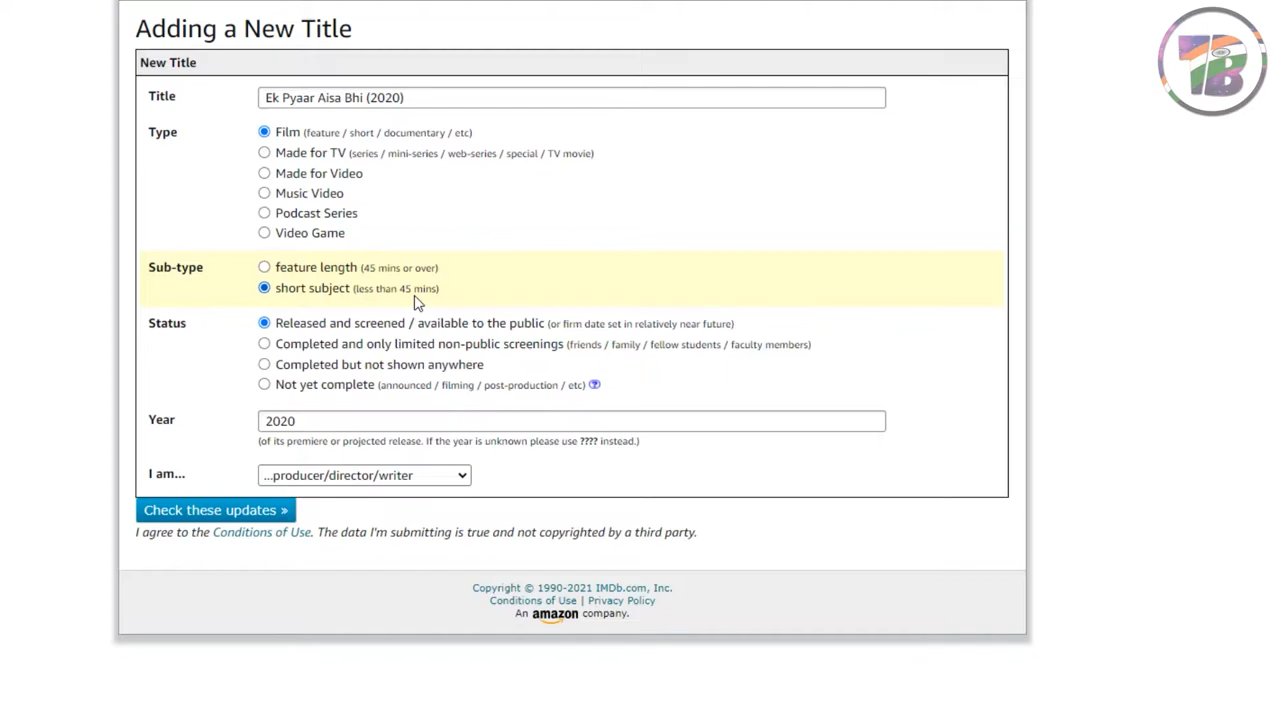 Adding a New Title
New Title
Title Ek Pyaar Aisa Bhi (2020)
Type Film (feature / short / documentary / etc)
Made for TV (series / mini-series / web-series / special / TV movie)
Made for Video
Music Video
Podcast Series
Video Game
Sub-type feature length (45 mins or over)
short subject (less than 45 mins)
Status Released and screened / available to the public (or firm date set in relatively near future)
Completed and only limited non-public screenings (friends / family / fellow students / faculty members)
Completed but not shown anywhere
Not yet complete (announced / filming / post-production / etc) ?
Year 2020
(of its premiere or projected release. If the year is unknown please use ???? instead.)
I am... ...producer/director/writer
Check these updates »
I agree to the Conditions of Use. The data I'm submitting is true and not copyrighted by a third party.
Copyright © 1990-2021 IMDb.com, Inc.
Conditions of Use | Privacy Policy
An amazon company.